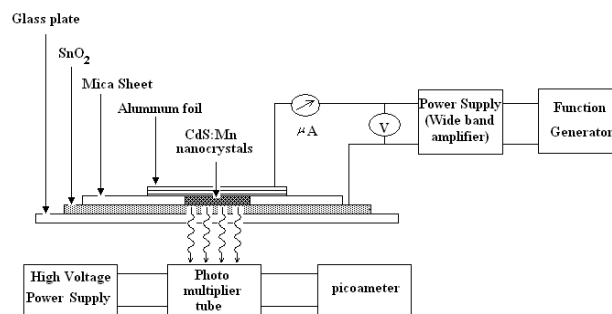 Glass plate
SnO2
Mica Sheet
Aluminum foil
CdS:Mn
nanocrystals
μA
V
Power Supply
(Wide band
amplifier)
Function
Generator
High Voltage
Power Supply
Photo
multiplier
tube
picoameter